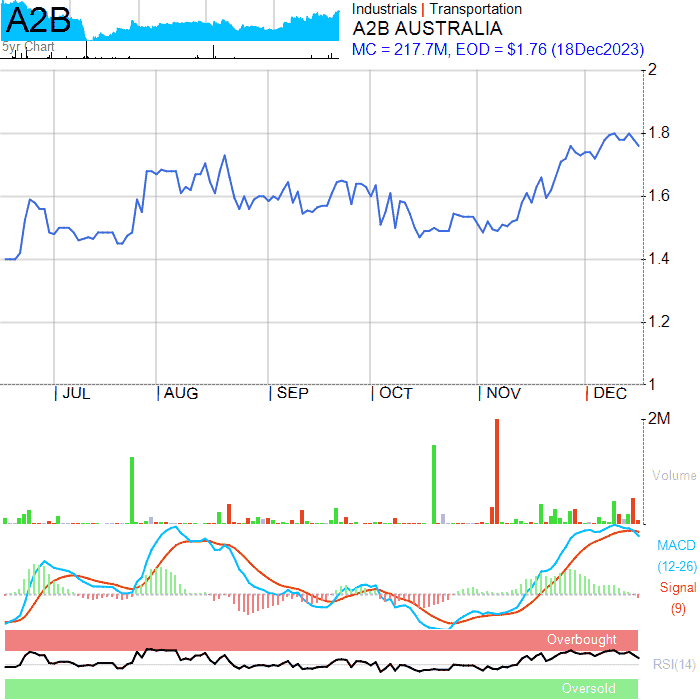 A2B
5yr Chart
Industrials | Transportation
A2B AUSTRALIA
MC = 217.7M, EOD = $1.76 (18Dec2023)
2
1.8
1.6
1.4
1.2
1
JUL AUG SEP OCT NOV DEC
2M
Volume
MACD
(12-26)
Signal
(9)
Overbought
RSI(14)
Oversold